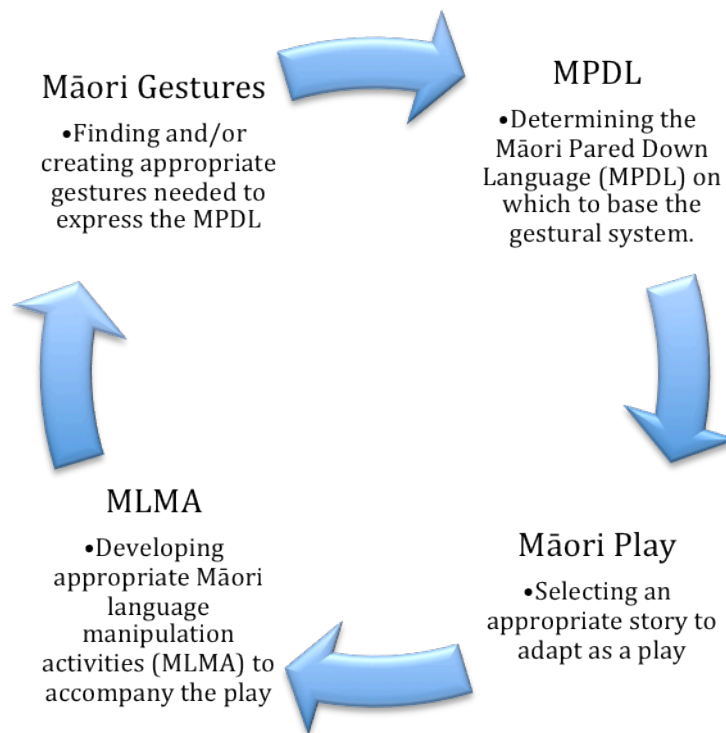 Māori Gestures
•Finding and/or
creating appropriate
gestures needed to
express the MPDL
MPDL
•Determining the
Māori Pared Down
Language (MPDL) on
which to base the
gestural system.
Māori Play
•Selecting an
appropriate story to
adapt as a play
MLMA
•Developing
appropriate Māori
language
manipulation
activities (MLMA) to
accompany the play